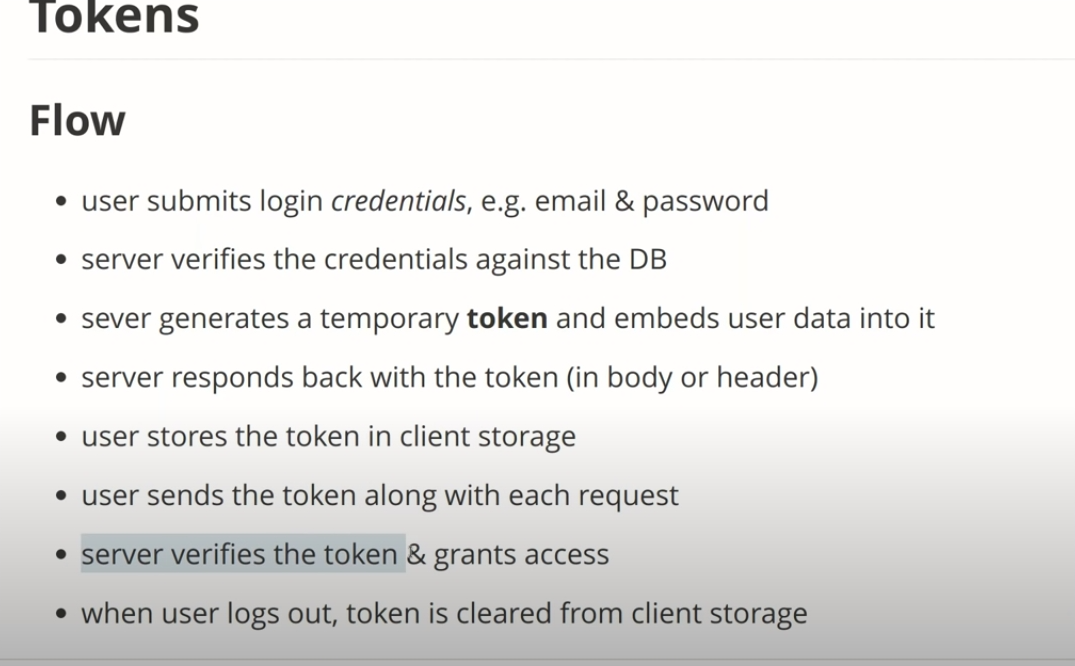 Tokens
Flow
user submits login credentials, e.g. email & password
server verifies the credentials against the DB
sever generates a temporary token and embeds user data into it
server responds back with the token (in body or header)
user stores the token in client storage
user sends the token along with each request
server verifies the token & grants access
when user logs out, token is cleared from client storage